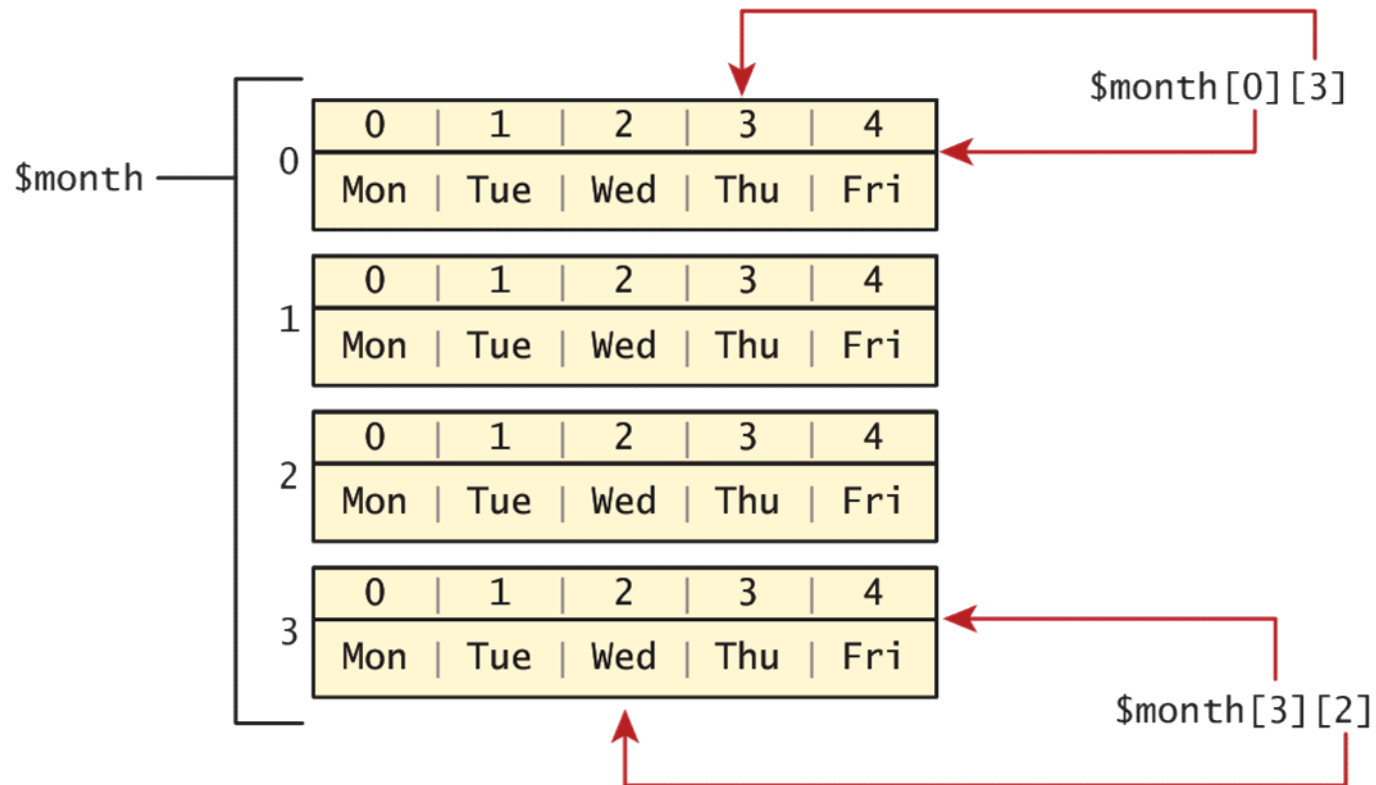 $month[0][3]
0 | 1 | 2 | 3 | 4
$month
0
Mon | Tue | Wed | Thu | Fri
0 | 1 | 2 | 3 | 4
1
Mon | Tue | Wed | Thu | Fri
0 | 1 | 2 | 3 | 4
2
Mon | Tue | Wed | Thu | Fri
0 | 1 | 2 | 3 | 4
3
Mon | Tue | Wed | Thu | Fri
$month[3][2]